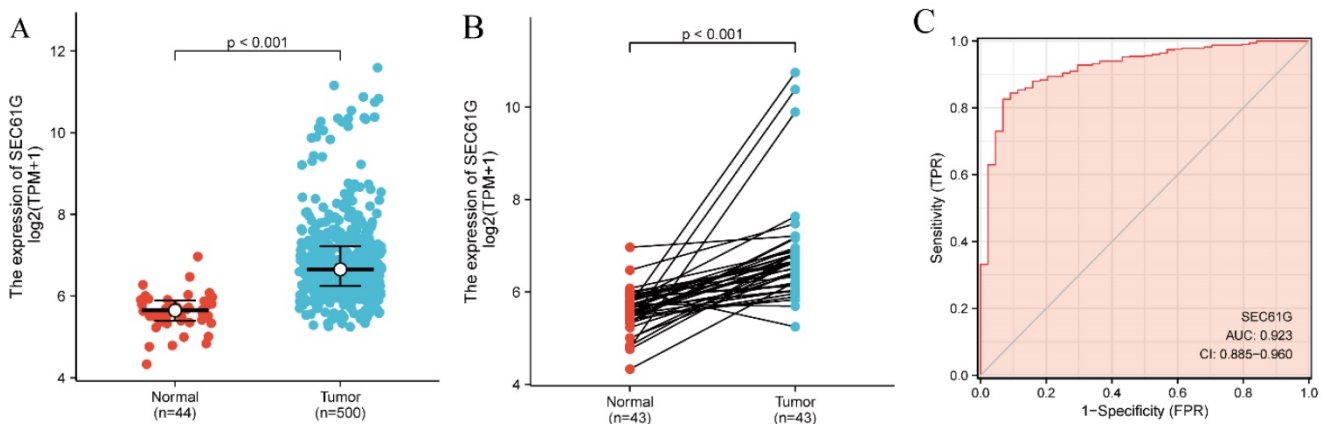 A
The expression of SEC61G
log2(TPM+1)
12
10
8
6
4
p < 0.001
Normal
(n=44)
Tumor
(n=500)
B
The expression of SEC61G
log2(TPM+1)
10
8
6
4
p < 0.001
Normal
(n=43)
Tumor
(n=43)
C
Sensitivity (TPR)
1.0
0.8
0.6
0.4
0.2
0.0
SEC61G
AUC: 0.923
CI: 0.885−0.960
0.0 0.2 0.4 0.6 0.8 1.0
1−Specificity (FPR)